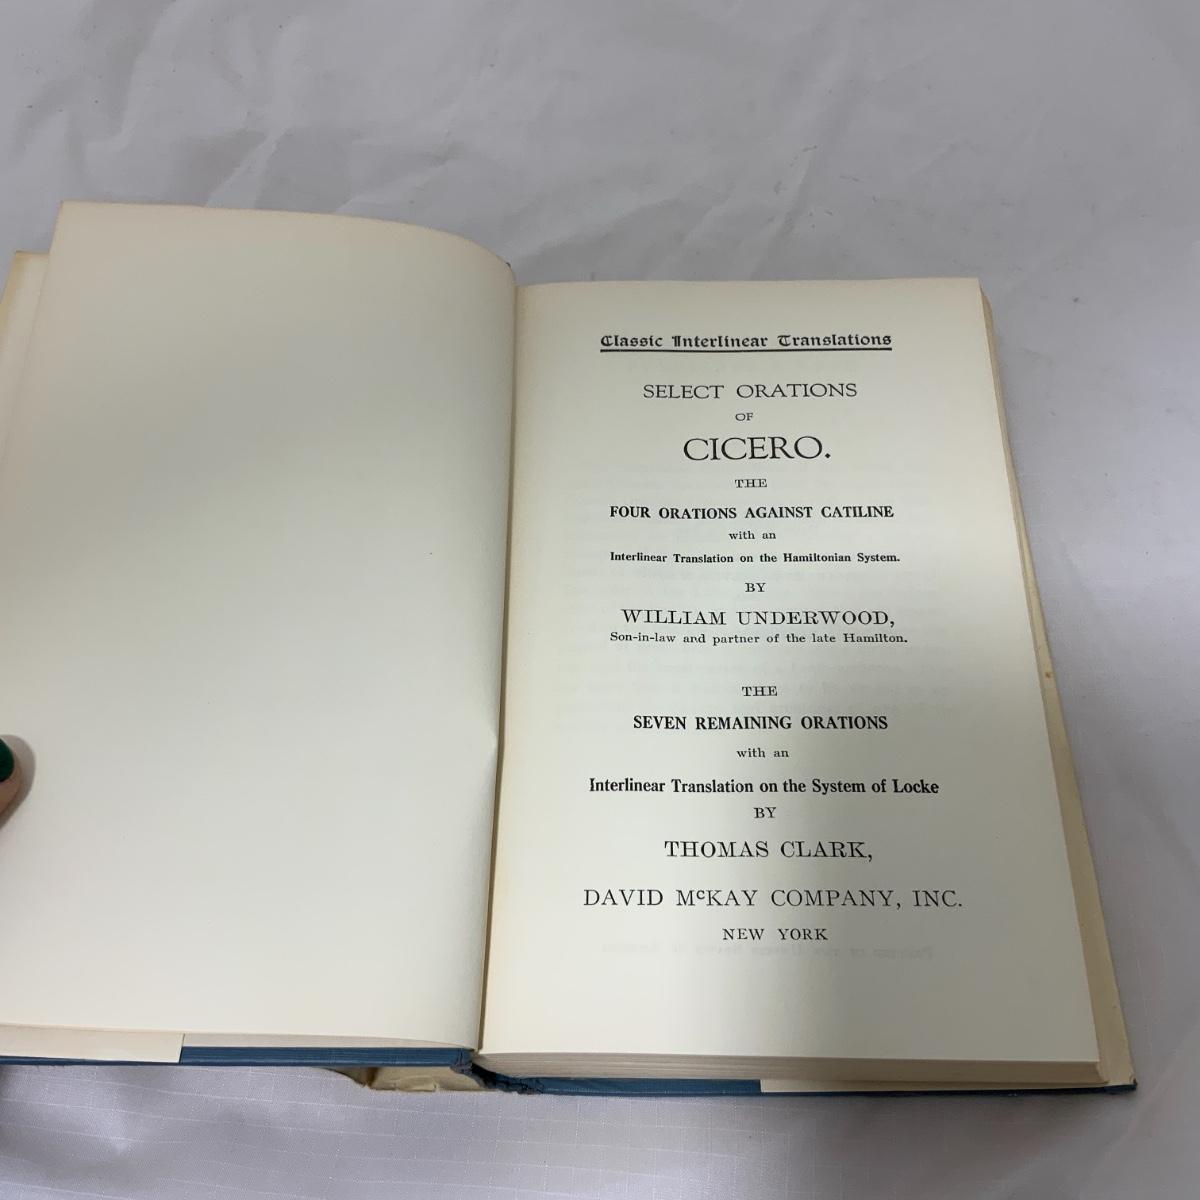 Classic Interlinear Translations
SELECT ORATIONS
OF
CICERO.
THE
FOUR ORATIONS AGAINST CATILINE
with an
Interlinear Translation on the Hamiltonian System.
BY
WILLIAM UNDERWOOD,
Son-in-law and partner of the late Hamilton.
THE
SEVEN REMAINING ORATIONS
with an
Interlinear Translation on the System of Locke
BY
THOMAS CLARK,
DAVID McKAY COMPANY, INC.
NEW YORK